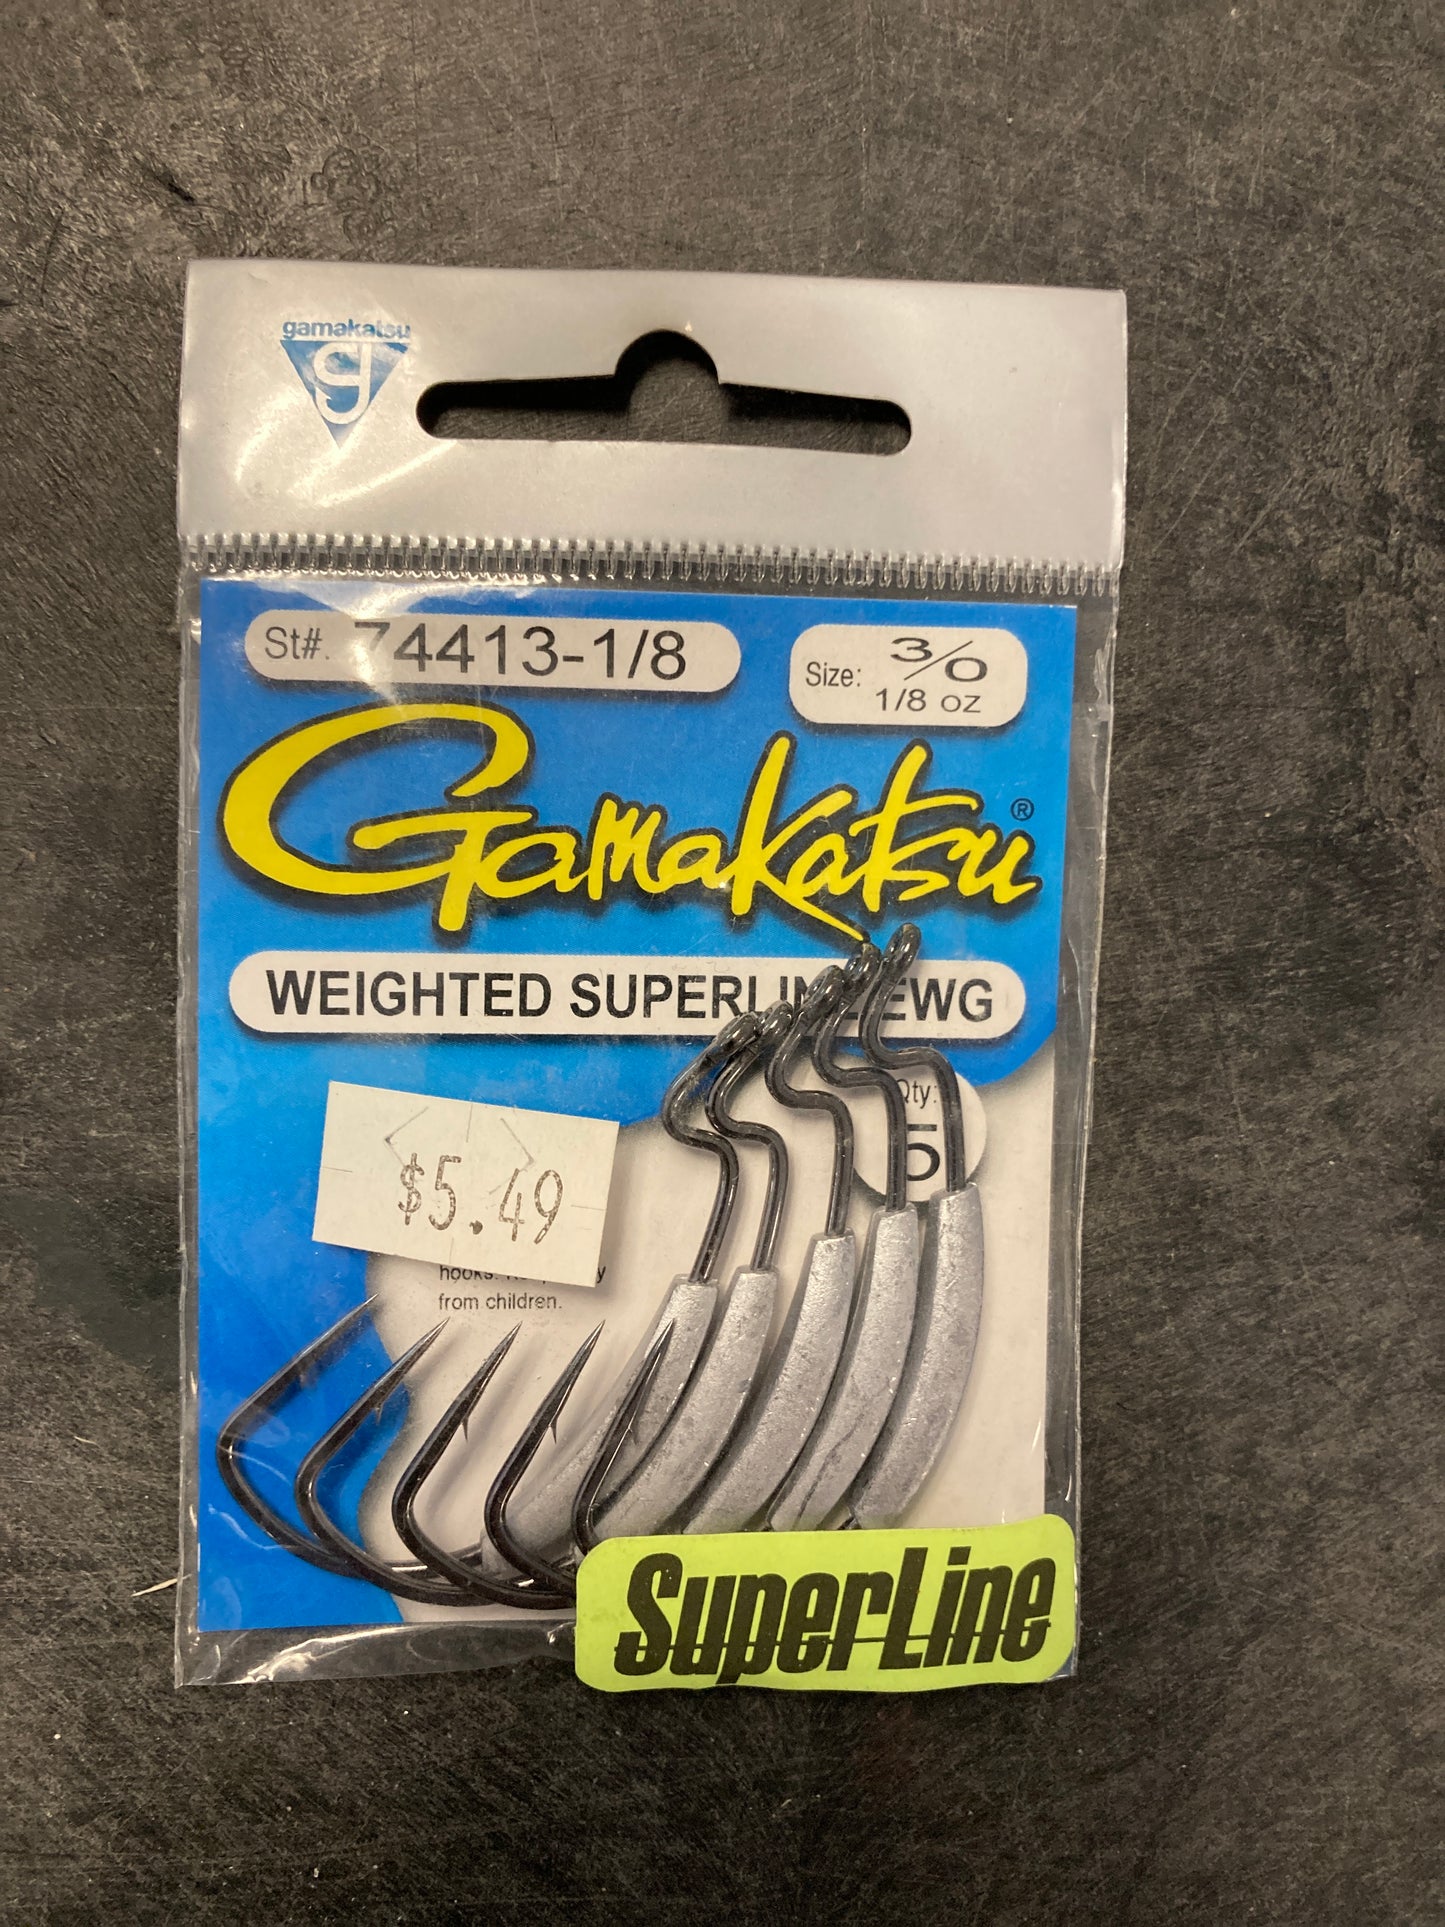 gamakatsu
g
St#. 74413-1/8
Size: 3/0
1/8 oz
Gamakatsu®
WEIGHTED SUPERLINE EWG
Qty:
5
$5.49
hooks.
from children.
SuperLine